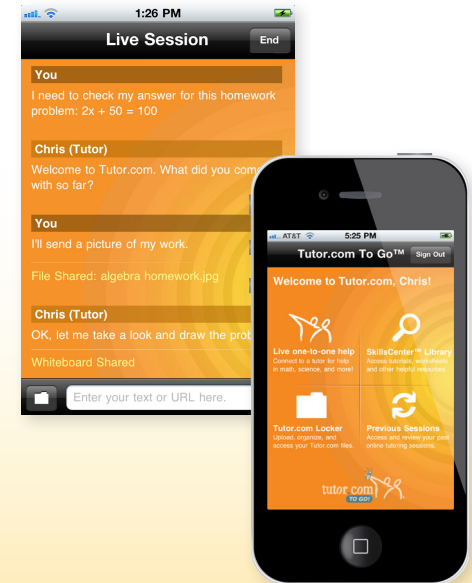 1:26 PM
Live Session
End
You
I need to check my answer for this homework
problem: 2x + 50 = 100
Chris (Tutor)
Welcome to Tutor.com. What did you com
with so far?
You
I'll send a picture of my work.
File Shared: algebra homework.jpg
Chris (Tutor)
OK, let me take a look and draw the prob
Whiteboard Shared
Enter your text or URL here.
AT&T
5:25 PM
Tutor.com To Go™
Sign Out
Welcome to Tutor.com, Chris!
Live one-to-one help
Connect to a tutor for help
in math, science, and more!
SkillsCenter™ Library
Access tutorials, worksheets
and other helpful resources.
Tutor.com Locker
Upload, organize, and
access your Tutor.com files.
Previous Sessions
Access and review your past
online tutoring sessions.
tutor.com
TO GO!